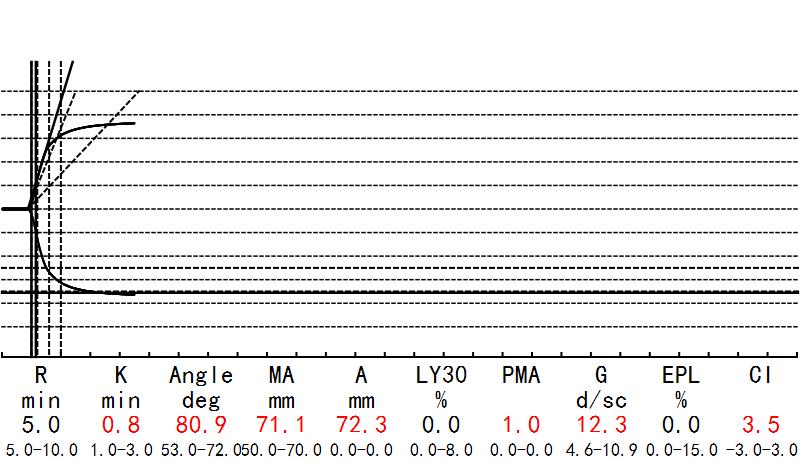 R K Angle MA A LY30 PMA G EPL CI
min min deg mm mm % d/sc %
5.0 0.8 80.9 71.1 72.3 0.0 1.0 12.3 0.0 3.5
5.0-10.0 1.0-3.0 53.0-72.0 50.0-70.0 0.0-0.0 0.0-8.0 0.0-0.0 4.6-10.9 0.0-15.0 -3.0-3.0